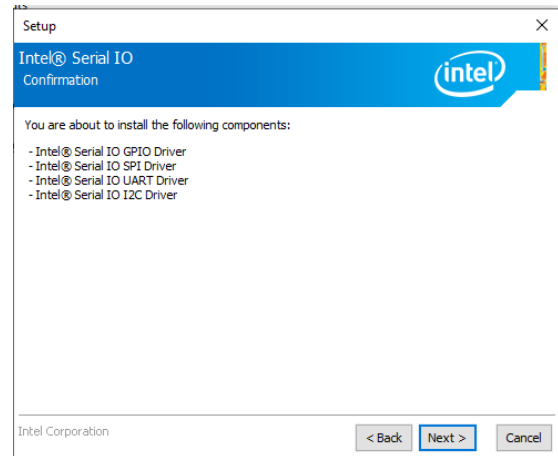 Setup
Intel® Serial IO
Confirmation
intel
You are about to install the following components:
- Intel® Serial IO GPIO Driver
- Intel® Serial IO SPI Driver
- Intel® Serial IO UART Driver
- Intel® Serial IO I2C Driver
Intel Corporation
< Back Next > Cancel